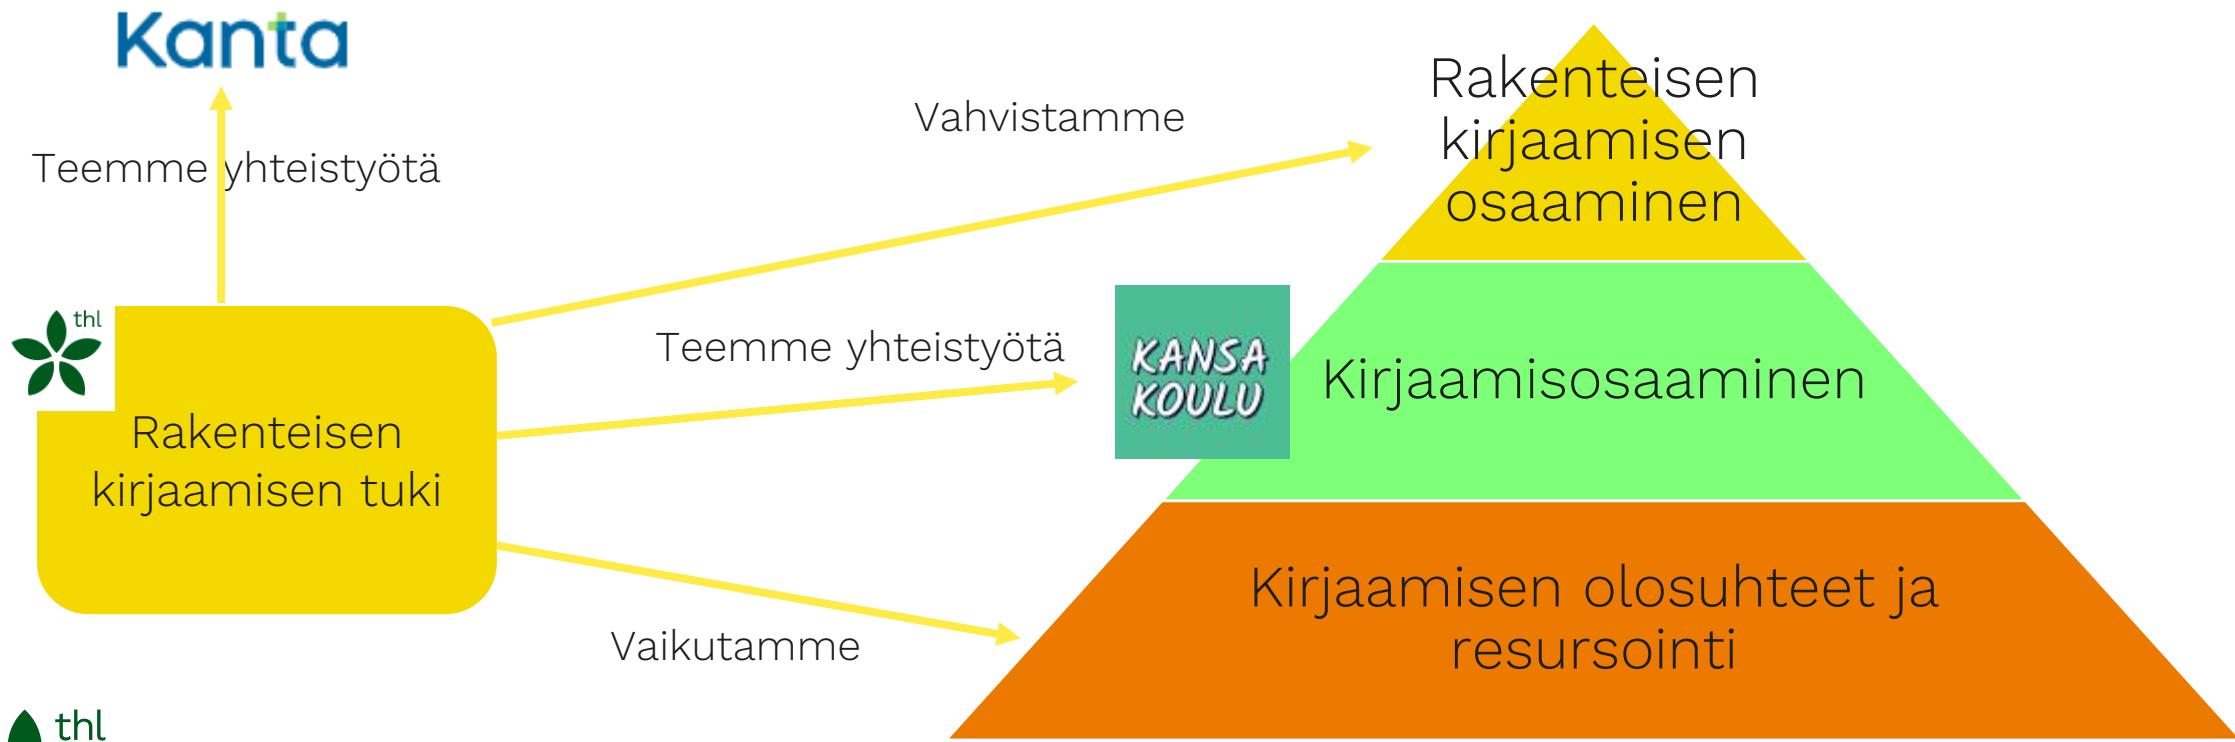 Kanta
Teemme yhteistyötä
thl
Rakenteisen
kirjaamisen tuki
Vahvistamme
Teemme yhteistyötä
Vaikutamme
Rakenteisen
kirjaamisen
osaaminen
KANSA
KOULU
Kirjaamisosaaminen
Kirjaamisen olosuhteet ja
resursointi
thl